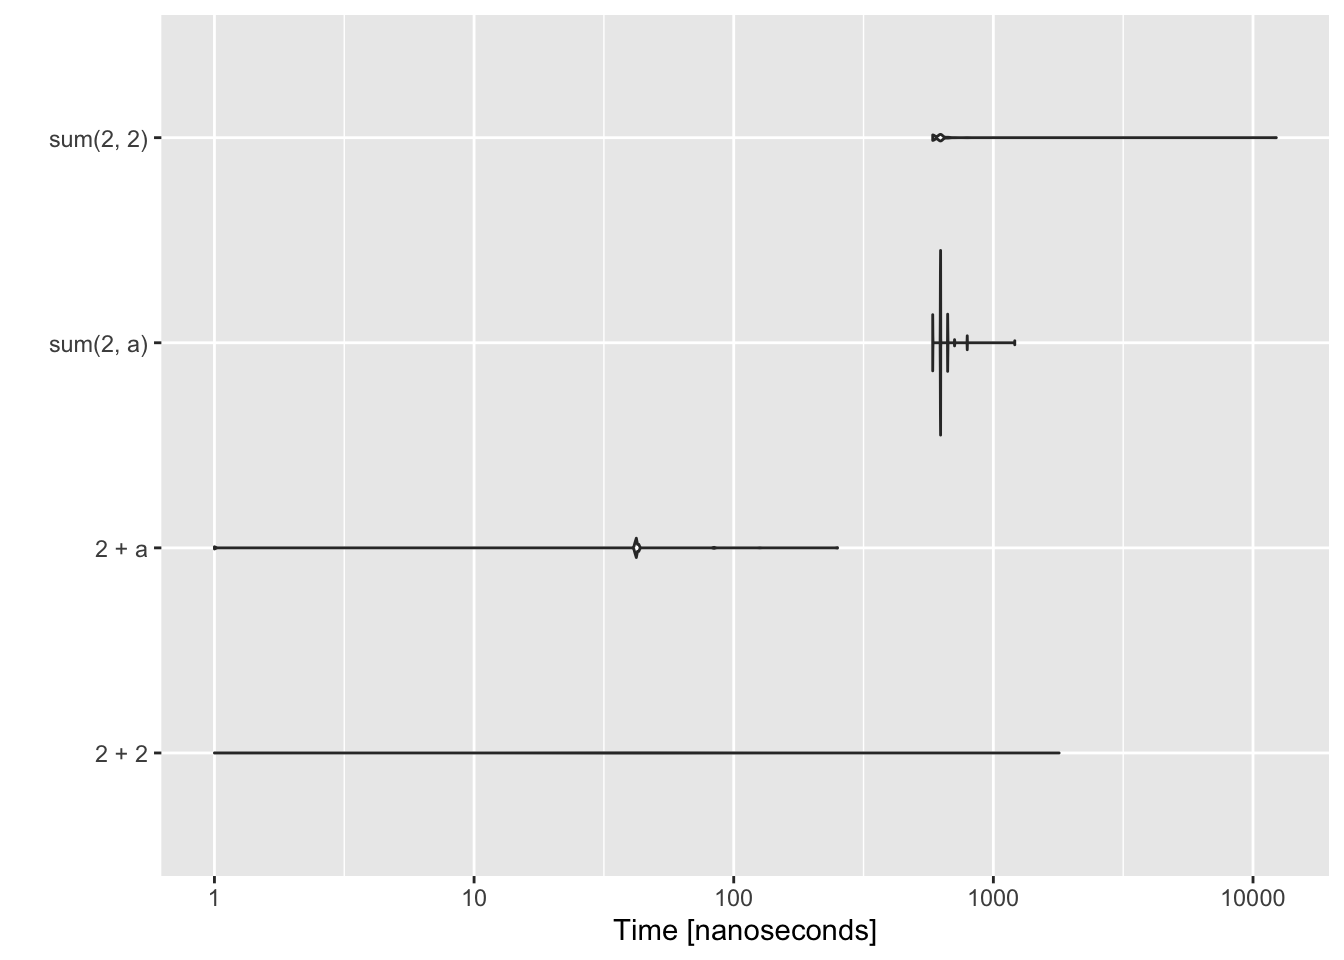 sum(2, 2)
sum(2, a)
2 + a
2 + 2
1 10 100 1000 10000
Time [nanoseconds]